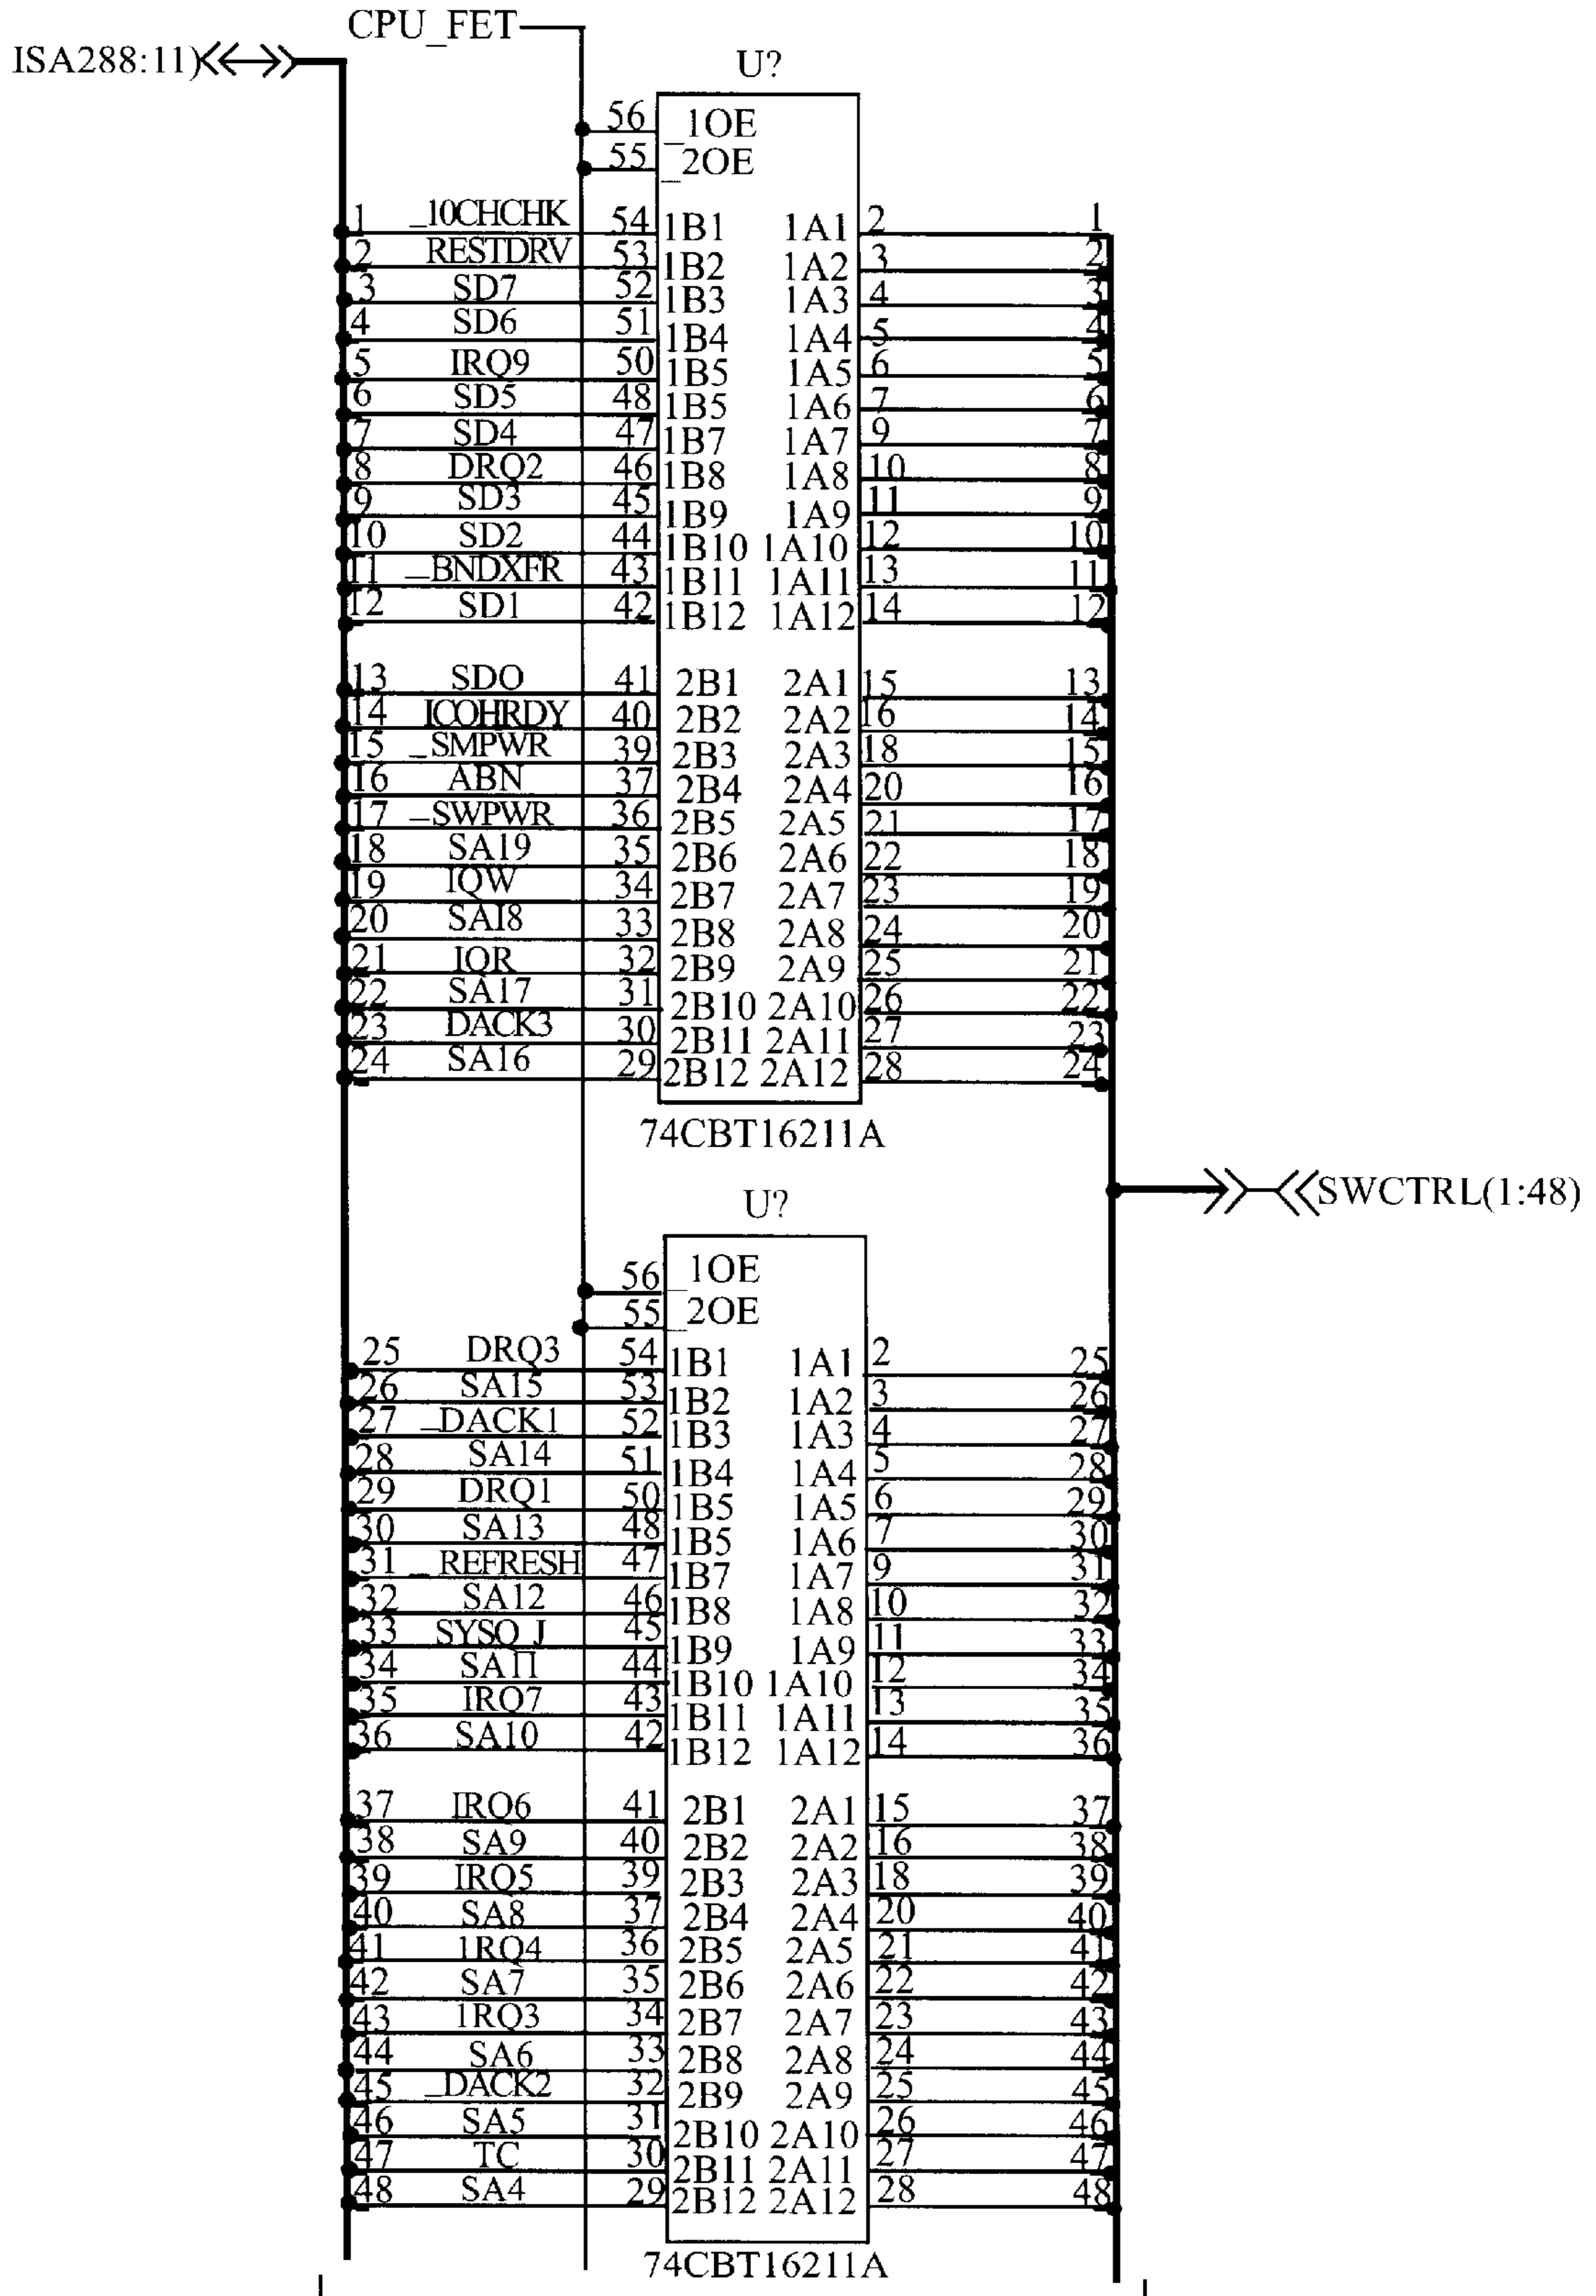 CPU_FET
ISA288:11)
U?
56 _1OE
55 _2OE
1 _10CHCHK 54 1B1 1A1 2 1
2 RESTDRV 53 1B2 1A2 3 2
3 SD7 52 1B3 1A3 4 3
4 SD6 51 1B4 1A4 5 4
5 IRQ9 50 1B5 1A5 6 5
6 SD5 48 1B5 1A6 7 6
7 SD4 47 1B7 1A7 9 7
8 DRQ2 46 1B8 1A8 10 8
9 SD3 45 1B9 1A9 11 9
10 SD2 44 1B10 1A10 12 10
11 _BNDXFR 43 1B11 1A11 13 11
12 SD1 42 1B12 1A12 14 12
13 SDO 41 2B1 2A1 15 13
14 ICOHRDY 40 2B2 2A2 16 14
15 _SMPWR 39 2B3 2A3 18 15
16 ABN 37 2B4 2A4 20 16
17 _SWPWR 36 2B5 2A5 21 17
18 SA19 35 2B6 2A6 22 18
19 IQW 34 2B7 2A7 23 19
20 SAI8 33 2B8 2A8 24 20
21 IQR 32 2B9 2A9 25 21
22 SA17 31 2B10 2A10 26 22
23 DACK3 30 2B11 2A11 27 23
24 SA16 29 2B12 2A12 28 24
74CBT16211A
SWCTRL(1:48)
U?
56 _1OE
55 _2OE
25 DRQ3 54 1B1 1A1 2 25
26 SA15 53 1B2 1A2 3 26
27 _DACK1 52 1B3 1A3 4 27
28 SA14 51 1B4 1A4 5 28
29 DRQ1 50 1B5 1A5 6 29
30 SA13 48 1B5 1A6 7 30
31 _REFRESH 47 1B7 1A7 9 31
32 SA12 46 1B8 1A8 10 32
33 SYSQ_J 45 1B9 1A9 11 33
34 SA11 44 1B10 1A10 12 34
35 IRQ7 43 1B11 1A11 13 35
36 SA10 42 1B12 1A12 14 36
37 IRQ6 41 2B1 2A1 15 37
38 SA9 40 2B2 2A2 16 38
39 IRQ5 39 2B3 2A3 18 39
40 SA8 37 2B4 2A4 20 40
41 1RQ4 36 2B5 2A5 21 41
42 SA7 35 2B6 2A6 22 42
43 1RQ3 34 2B7 2A7 23 43
44 SA6 33 2B8 2A8 24 44
45 _DACK2 32 2B9 2A9 25 45
46 SA5 31 2B10 2A10 26 46
47 TC 30 2B11 2A11 27 47
48 SA4 29 2B12 2A12 28 48
74CBT16211A